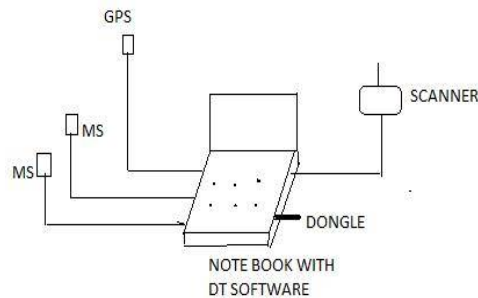 GPS
SCANNER
MS
MS
DONGLE
NOTE BOOK WITH
DT SOFTWARE